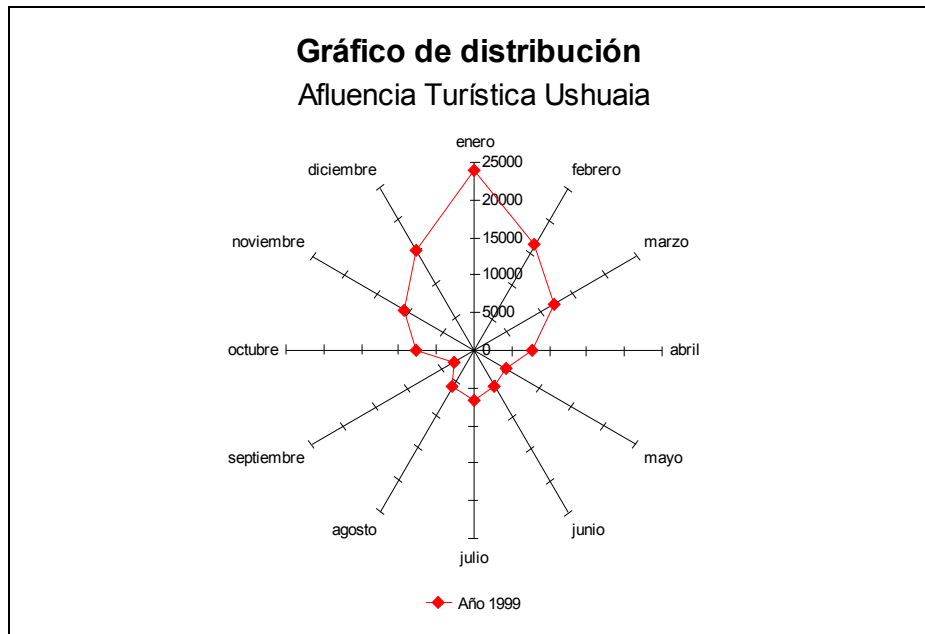 Gráfico de distribución
Afluencia Turística Ushuaia
enero
febrero
marzo
abril
mayo
junio
julio
agosto
septiembre
octubre
noviembre
diciembre
25000
20000
15000
10000
5000
0
Año 1999